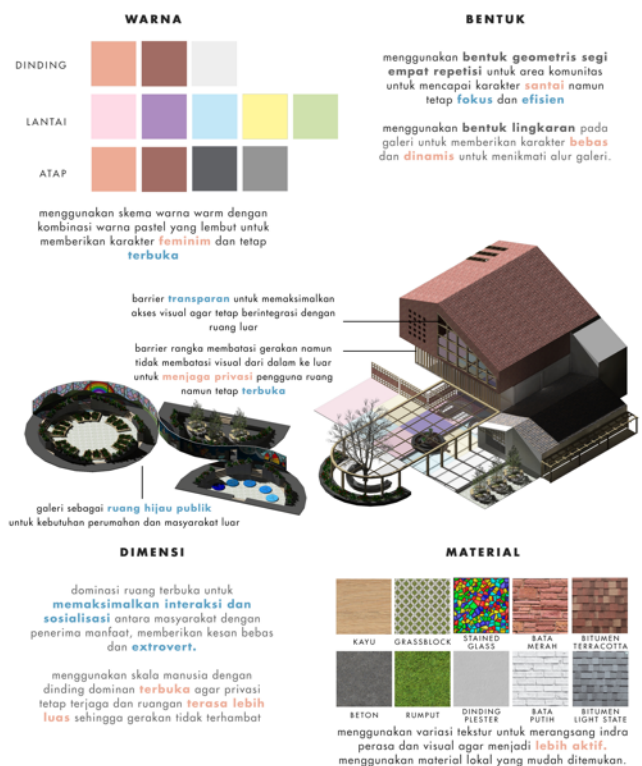 WARNA
DINDING
LANTAI
ATAP
menggunakan skema warna warm dengan
kombinasi warna pastel yang lembut untuk
memberikan karakter feminim dan tetap
terbuka
BENTUK
menggunakan bentuk geometris segi
empat repetisi untuk area komunitas
untuk mencapai karakter santai namun
tetap fokus dan efisien
menggunakan bentuk lingkaran pada
galeri untuk memberikan karakter bebas
dan dinamis untuk menikmati alur galeri.
barrier transparan untuk memaksimalkan
akses visual agar tetap berintegrasi dengan
ruang luar
barrier rangka membatasi gerakan namun
tidak membatasi visual dari dalam ke luar
untuk menjaga privasi pengguna ruang
namun tetap terbuka
galeri sebagai ruang hijau publik
untuk kebutuhan perumahan dan masyarakat luar
DIMENSI
dominasi ruang terbuka untuk
memaksimalkan interaksi dan
sosialisasi antara masyarakat dengan
penerima manfaat, memberikan kesan bebas
dan extrovert.
menggunakan skala manusia dengan
dinding dominan terbuka agar privasi
tetap terjaga dan ruangan terasa lebih
luas sehingga gerakan tidak terhambat
MATERIAL
KAYU
GRASSBLOCK
STAINED
GLASS
BATA
MERAH
BITUMEN
TERRACOTTA
BETON
RUMPUT
DINDING
PLESTER
BATA
PUTIH
BITUMEN
LIGHT STATE
menggunakan variasi tekstur untuk merangsang indra
perasa dan visual agar menjadi lebih aktif.
menggunakan material lokal yang mudah ditemukan.